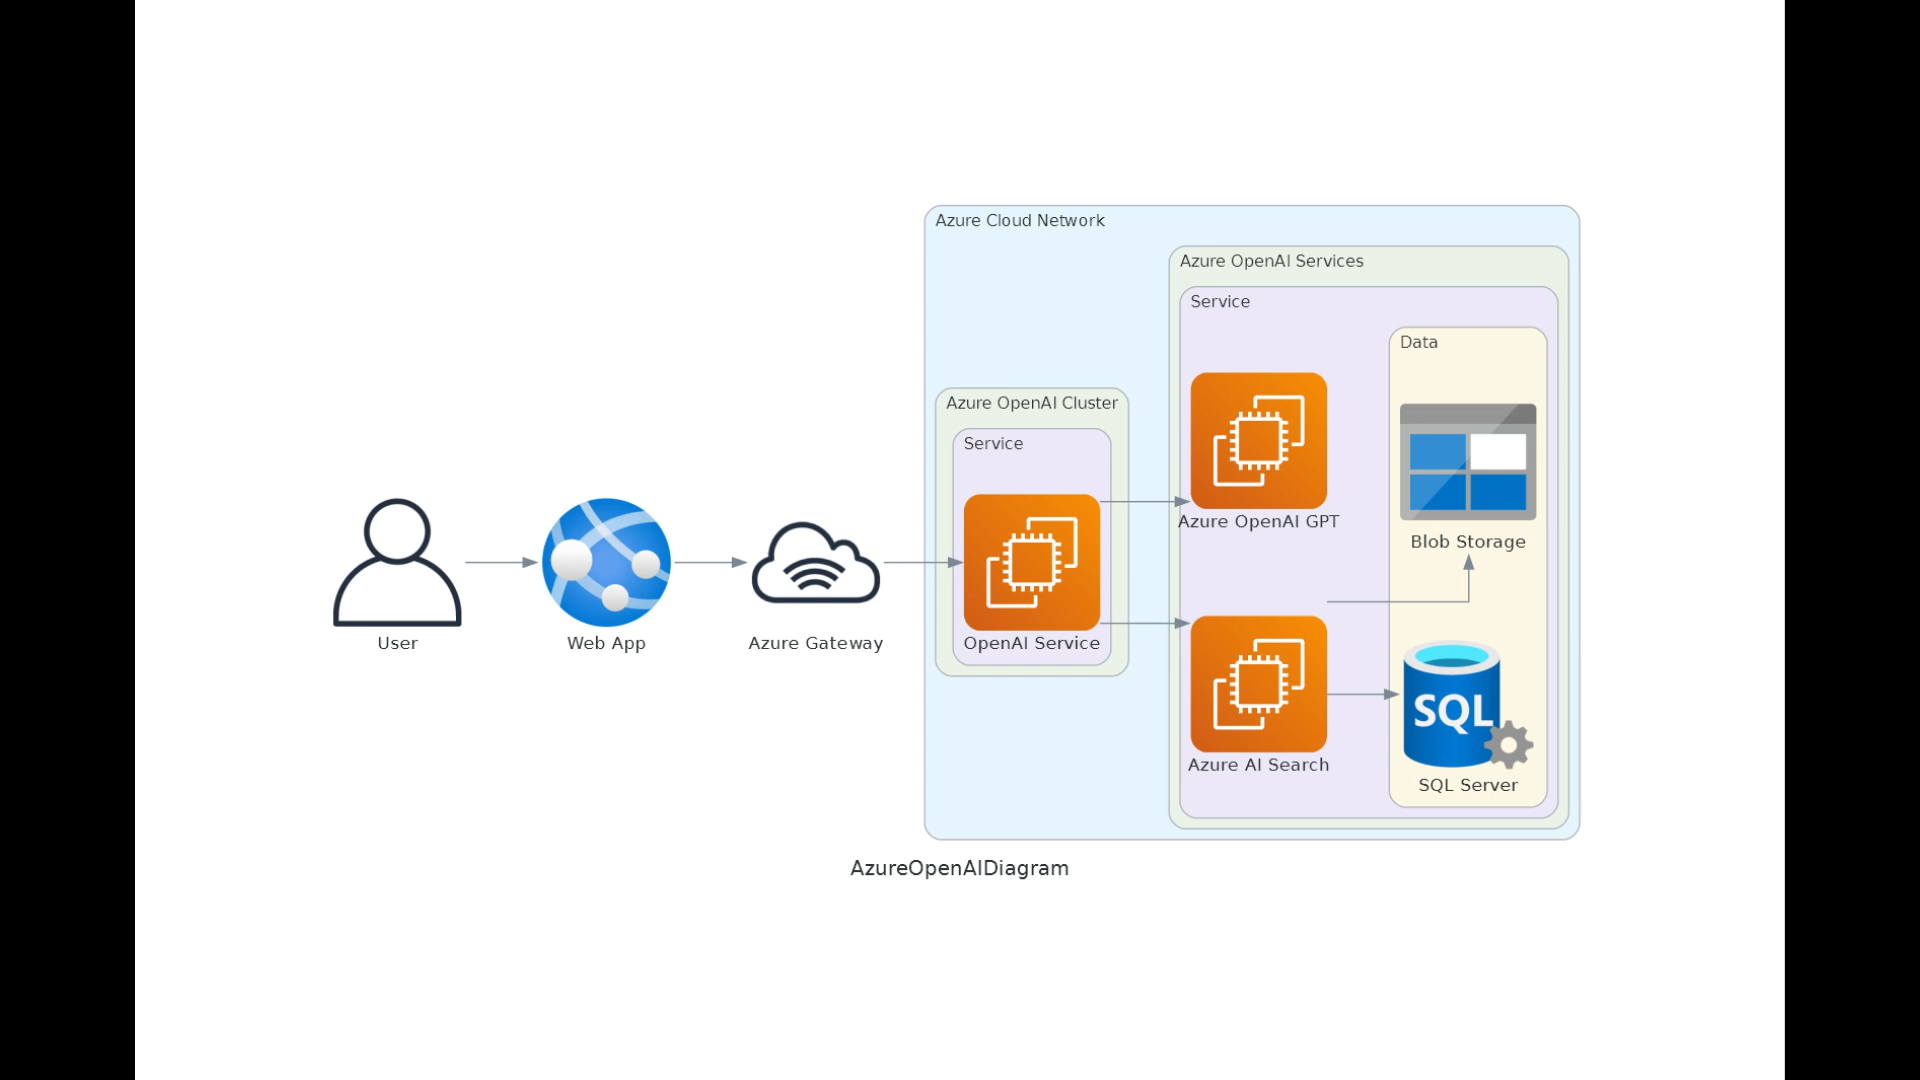 Azure Cloud Network
Azure OpenAI Services
Service
Data
Azure OpenAI Cluster
Service
Azure OpenAI GPT
Blob Storage
User
Web App
Azure Gateway
OpenAI Service
SQL
Azure AI Search
SQL Server
AzureOpenAIDiagram